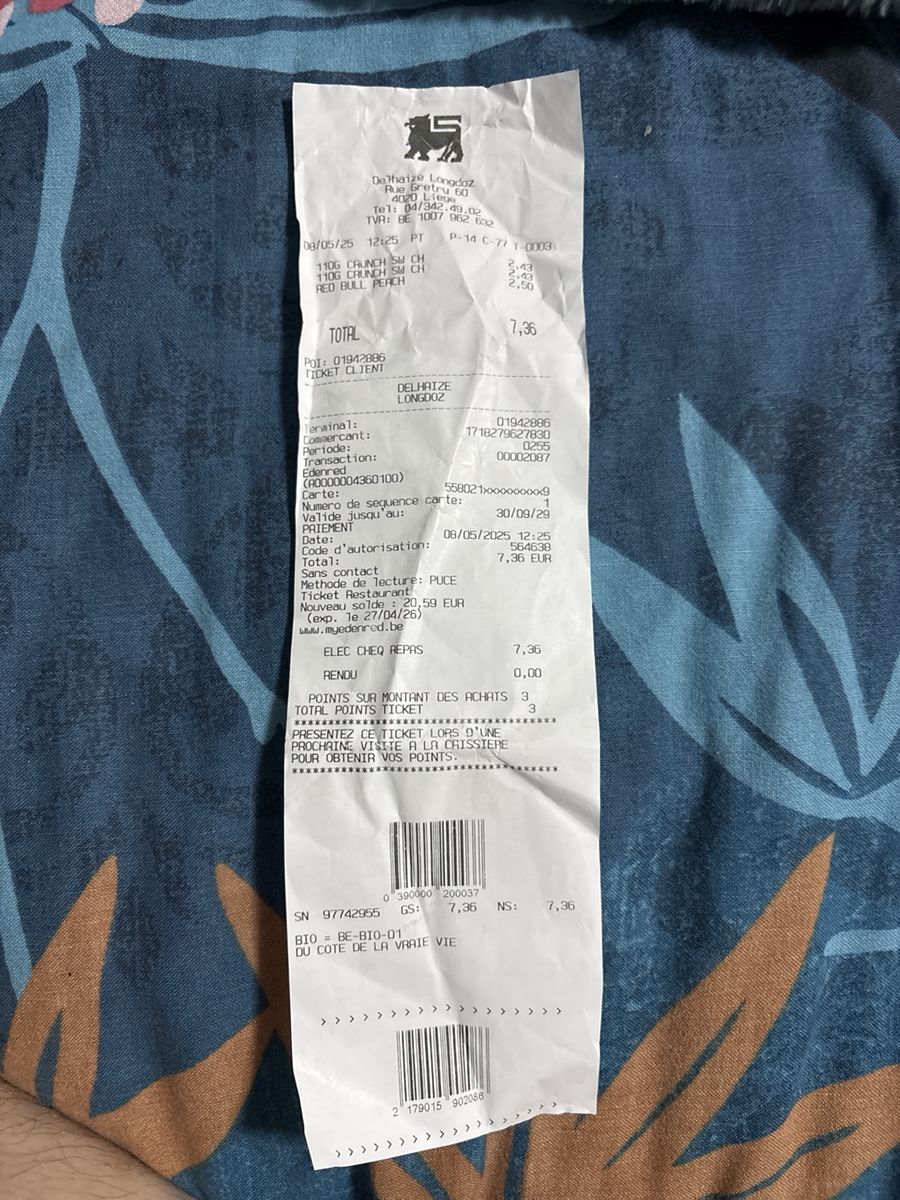 Delhaize Longdoz
Rue Gretry 60
4020 Liege
Tel: 04/342.49.02
TVA: BE 1007 962 632
08/05/25 12:25 PT P-14 C-77 T-0003
110G CRUNCH SW CH 2,43
110G CRUNCH SW CH 2,43
RED BULL PEACH 2,50
TOTAL 7,36
POI: 01942886
TICKET CLIENT
DELHAIZE
LONGDOZ
Terminal: 01942886
Commercant: 1718279627830
Periode: 0255
Transaction: 00002087
Edenred
(A0000004360100)
Carte: 558021xxxxxxxxx9
Numero de sequence carte: 1
Valide jusqu'au: 30/09/29
PAIEMENT
Date: 08/05/2025 12:25
Code d'autorisation: 564638
Total: 7,36 EUR
Sans contact
Methode de lecture: PUCE
Ticket Restaurant
Nouveau solde : 20,59 EUR
(exp. le 27/04/26)
www.myedenred.be
ELEC CHEQ REPAS 7,36
RENDU 0,00
POINTS SUR MONTANT DES ACHATS 3
TOTAL POINTS TICKET 3
PRESENTEZ CE TICKET LORS D'UNE
PROCHAINE VISITE A LA CAISSIERE
POUR OBTENIR VOS POINTS.
0 390000 200037
SN 97742955 GS: 7,36 NS: 7,36
BIO = BE-BIO-01
DU COTE DE LA VRAIE VIE
2 179015 902086